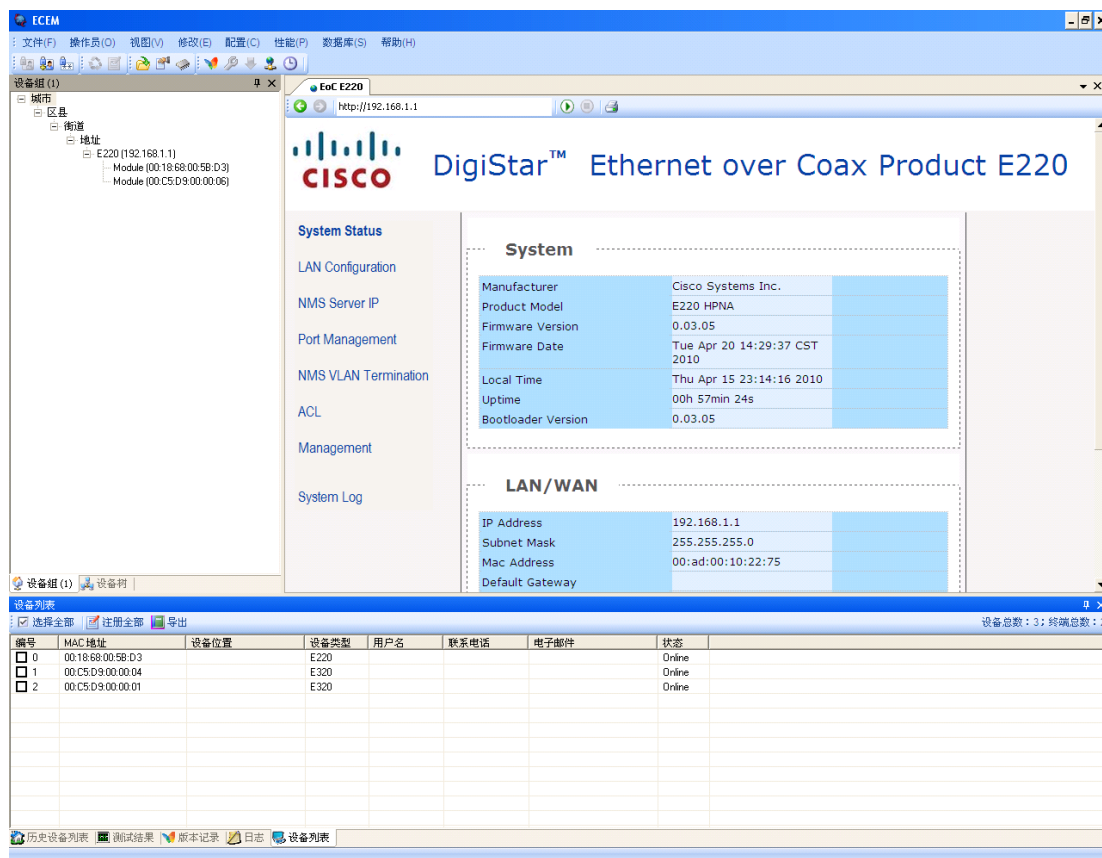 ECEM
文件(F) 操作员(O) 视图(V) 修改(E) 配置(C) 性能(P) 数据库(S) 帮助(H)
设备组 (1)
城市
区县
街道
地址
E220 (192.168.1.1)
Module (00:18:68:00:5B:D3)
Module (00:C5:D9:00:00:06)
设备组 (1) 设备树
EoC E220
http://192.168.1.1
CISCO
DigiStar™ Ethernet over Coax Product E220
System Status
LAN Configuration
NMS Server IP
Port Management
NMS VLAN Termination
ACL
Management
System Log
System
Manufacturer Cisco Systems Inc.
Product Model E220 HPNA
Firmware Version 0.03.05
Firmware Date Tue Apr 20 14:29:37 CST
2010
Local Time Thu Apr 15 23:14:16 2010
Uptime 00h 57min 24s
Bootloader Version 0.03.05
LAN/WAN
IP Address 192.168.1.1
Subnet Mask 255.255.255.0
Mac Address 00:ad:00:10:22:75
Default Gateway
设备列表
选择全部 注册全部 导出 设备总数：3; 终端总数：
编号 MAC地址 设备位置 设备类型 用户名 联系电话 电子邮件 状态
0 00:18:68:00:5B:D3 E220 Online
1 00:C5:D9:00:00:04 E320 Online
2 00:C5:D9:00:00:01 E320 Online
历史设备列表 测试结果 版本记录 日志 设备列表